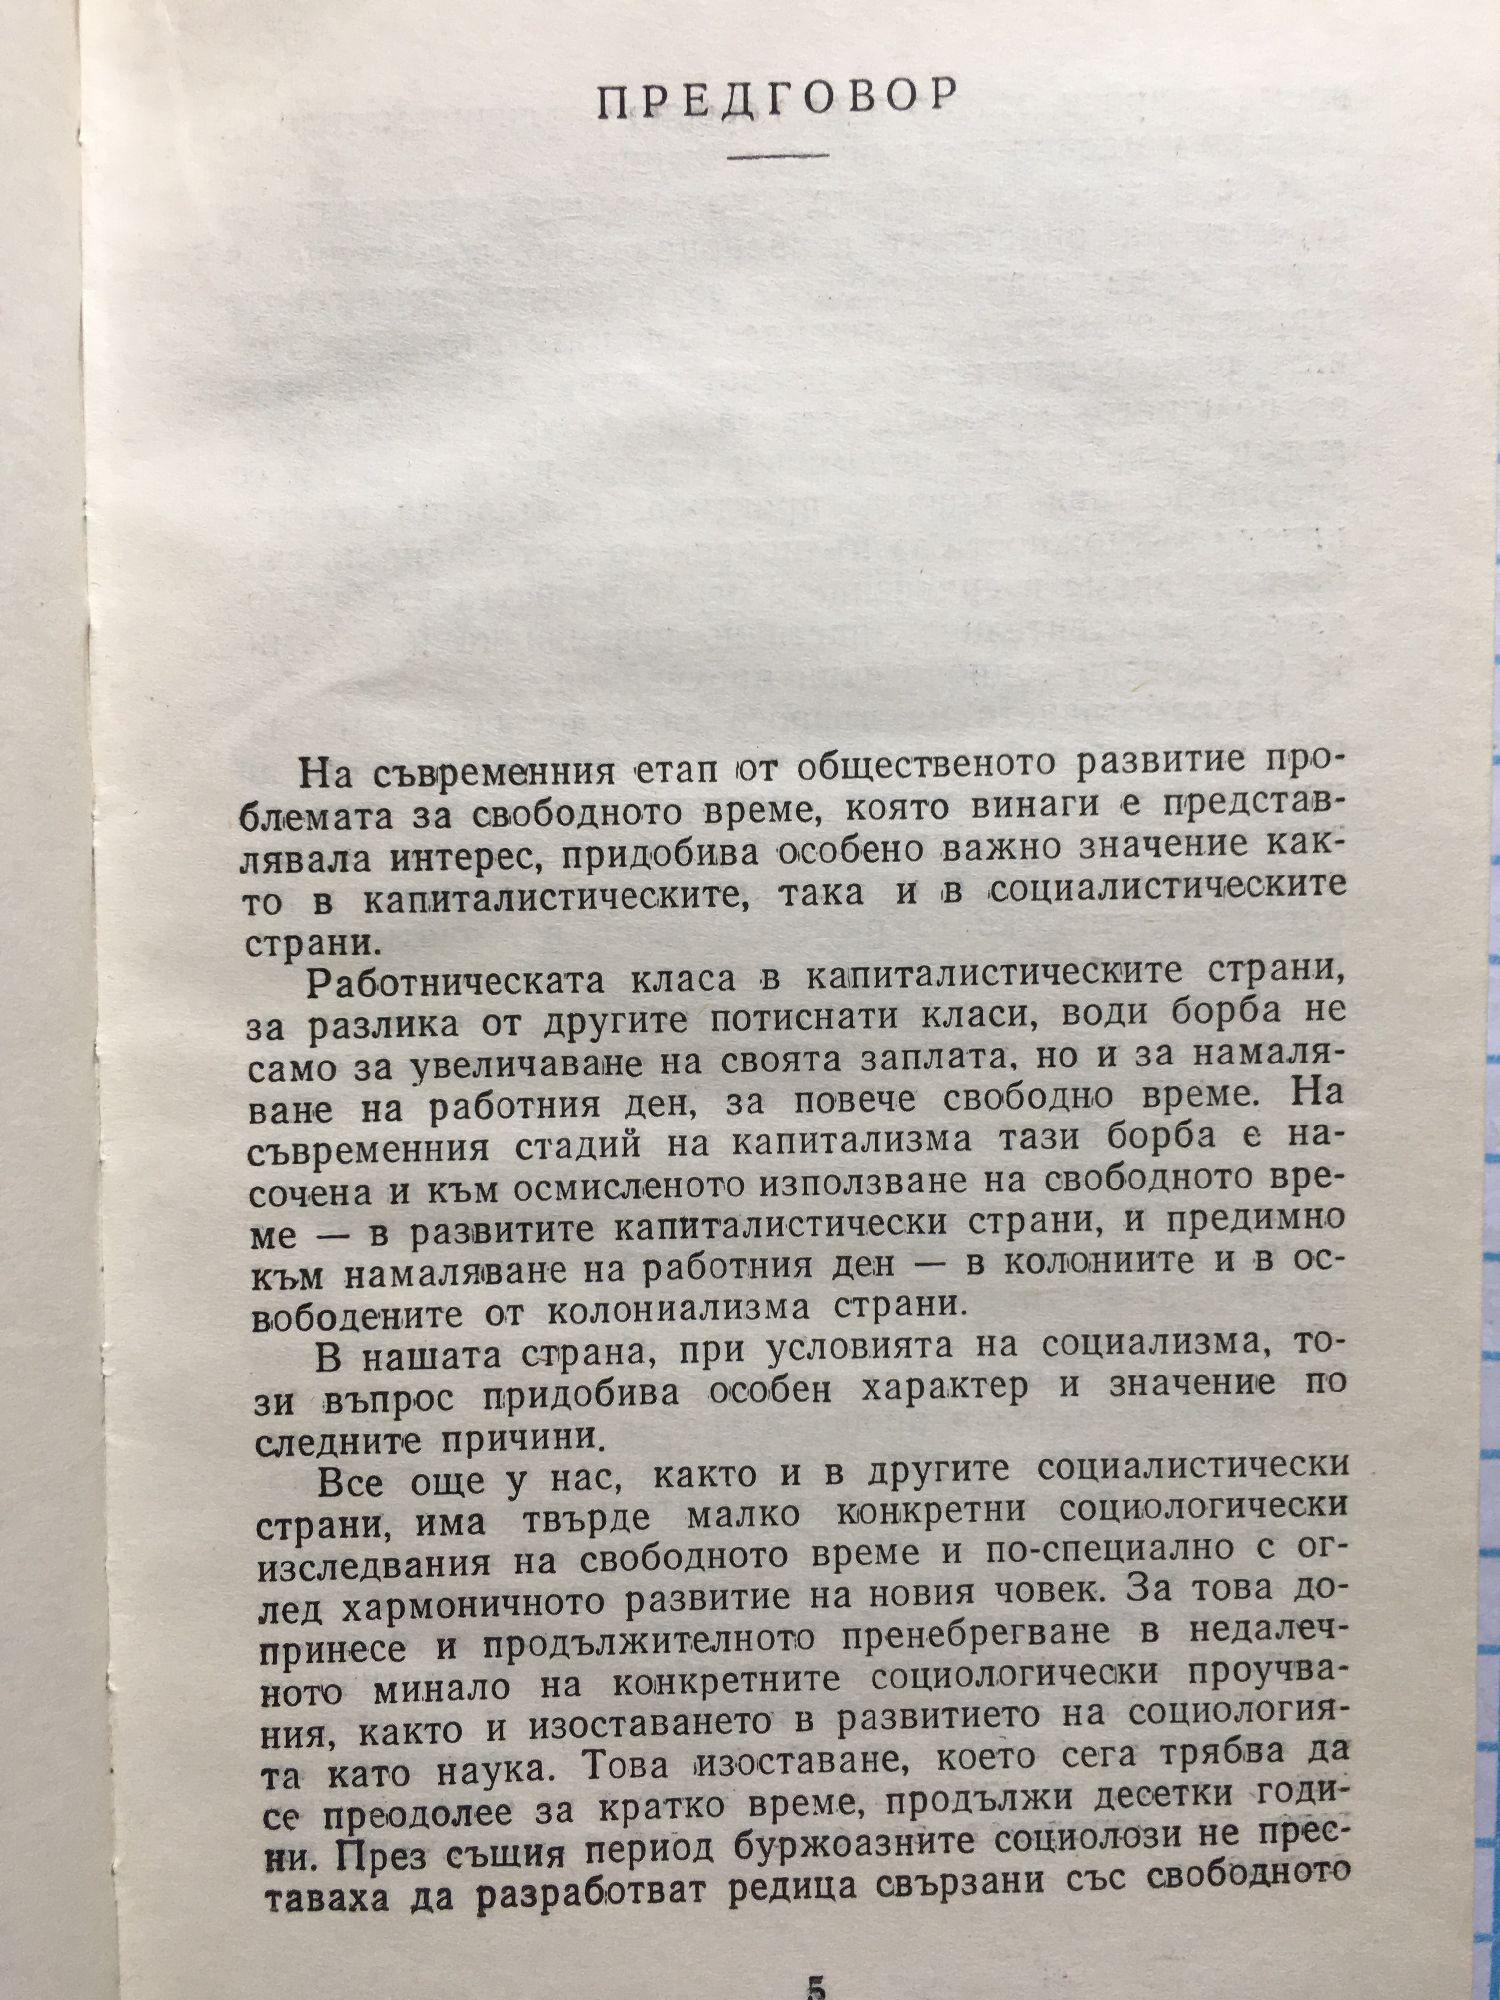 ПРЕДГОВОР
На съвременния етап от общественото развитие про-
блемата за свободното време, която винаги е представ-
лявала интерес, придобива особено важно значение как-
то в капиталистическите, така и в социалистическите
страни.
Работническата класа в капиталистическите страни,
за разлика от другите потиснати класи, води борба не
само за увеличаване на своята заплата, но и за намаля-
ване на работния ден, за повече свободно време. На
съвременния стадий на капитализма тази борба е на-
сочена и към осмисленото използване на свободното вре-
ме — в развитите капиталистически страни, и предимно
към намаляване на работния ден — в колониите и в ос-
вободените от колониализма страни.
В нашата страна, при условията на социализма, то-
зи въпрос придобива особен характер и значение по
следните причини.
Все още у нас, както и в другите социалистически
страни, има твърде малко конкретни социологически
изследвания на свободното време и по-специално с ог-
лед хармоничното развитие на новия човек. За това до-
принесе и продължителното пренебрегване в недалеч-
ното минало на конкретните социологически проучва-
ния, както и изоставането в развитието на социология-
та като наука. Това изоставане, което сега трябва да
се преодолее за кратко време, продължи десетки годи-
ни. През същия период буржоазните социолози не прес-
таваха да разработват редица свързани със свободното
5